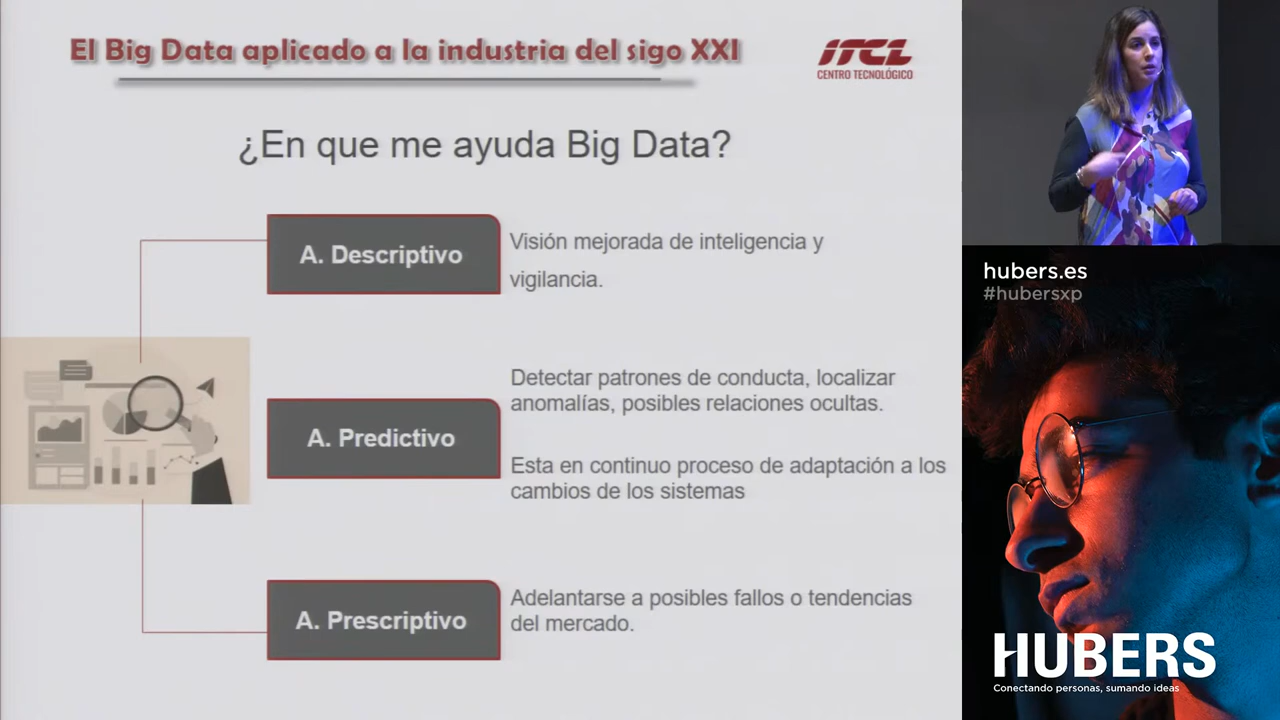 El Big Data aplicado a la industria del sigo XXI
ITCL
CENTRO TECNOLÓGICO
¿En que me ayuda Big Data?
A. Descriptivo
Visión mejorada de inteligencia y
vigilancia.
A. Predictivo
Detectar patrones de conducta, localizar
anomalías, posibles relaciones ocultas.
Esta en continuo proceso de adaptación a los
cambios de los sistemas
A. Prescriptivo
Adelantarse a posibles fallos o tendencias
del mercado.
hubers.es
#hubersxp
HUBERS
Conectando personas, sumando ideas